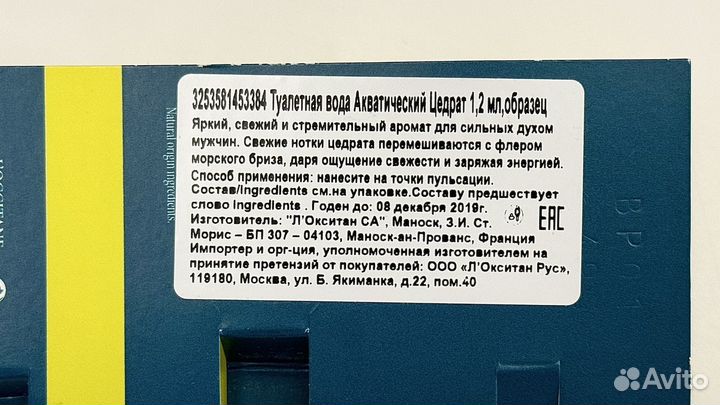 3253581453384 Туалетная вода Акватический Цедрат 1,2 мл,образец
Яркий, свежий и стремительный аромат для сильных духом
мужчин. Свежие нотки цедрата перемешиваются с флером
морского бриза, даря ощущение свежести и заряжая энергией.
Способ применения: нанесите на точки пульсации.
Состав/Ingredients см.на упаковке.Составу предшествует
слово Ingredients . Годен до: 08 декабря 2019г.
Изготовитель: "Л'Окситан СА", Маноск, З.И. Ст.
Морис – БП 307 – 04103, Маноск-ан-Прованс, Франция
Импортер и орг-ция, уполномоченная изготовителем на
принятие претензий от покупателей: ООО «Л'Окситан Рус»,
119180, Москва, ул. Б. Якиманка, д.22, пом.40
EAC
Natural origin ingredients
L'OCCITANE
Avito